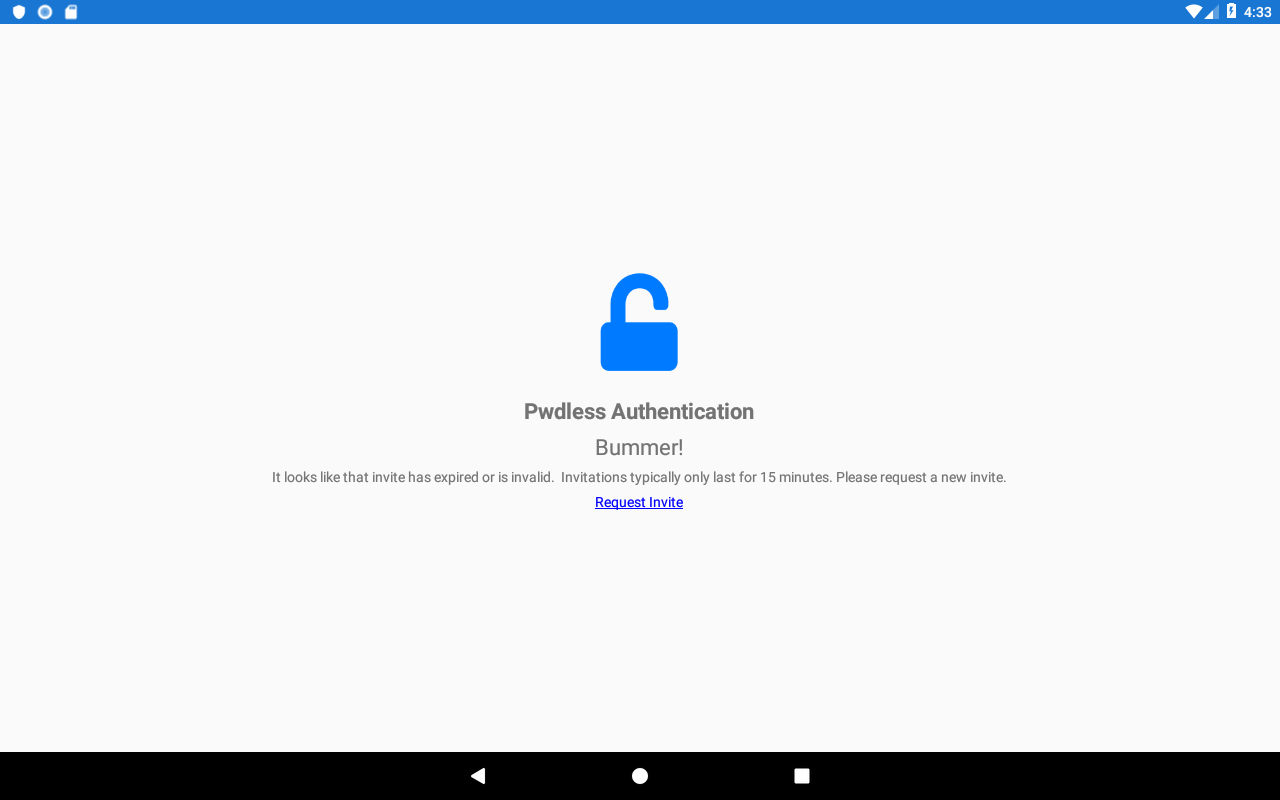 4:33
Pwdless Authentication
Bummer!
It looks like that invite has expired or is invalid.  Invitations typically only last for 15 minutes. Please request a new invite.
Request Invite